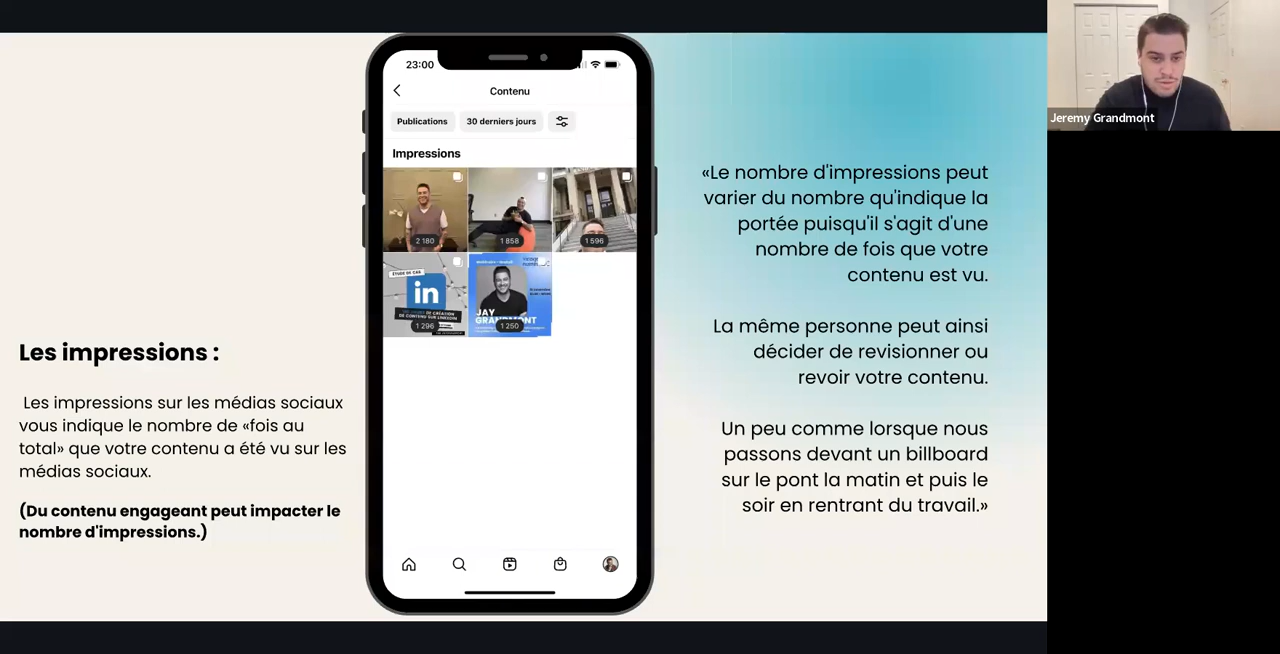 Les impressions :
Les impressions sur les médias sociaux
vous indique le nombre de «fois au
total» que votre contenu a été vu sur les
médias sociaux.
(Du contenu engageant peut impacter le
nombre d'impressions.)
23:00
Contenu
Publications
30 derniers jours
Impressions
2 180
1 858
1 596
ÉTUDE DE CAS
in
DE CRÉATION
DE CONTENU SUR LINKEDIN
1 296
JAY
GRANDMONT
1 250
«Le nombre d'impressions peut
varier du nombre qu'indique la
portée puisqu'il s'agit d'une
nombre de fois que votre
contenu est vu.
La même personne peut ainsi
décider de revisionner ou
revoir votre contenu.
Un peu comme lorsque nous
passons devant un billboard
sur le pont la matin et puis le
soir en rentrant du travail.»
Jeremy Grandmont